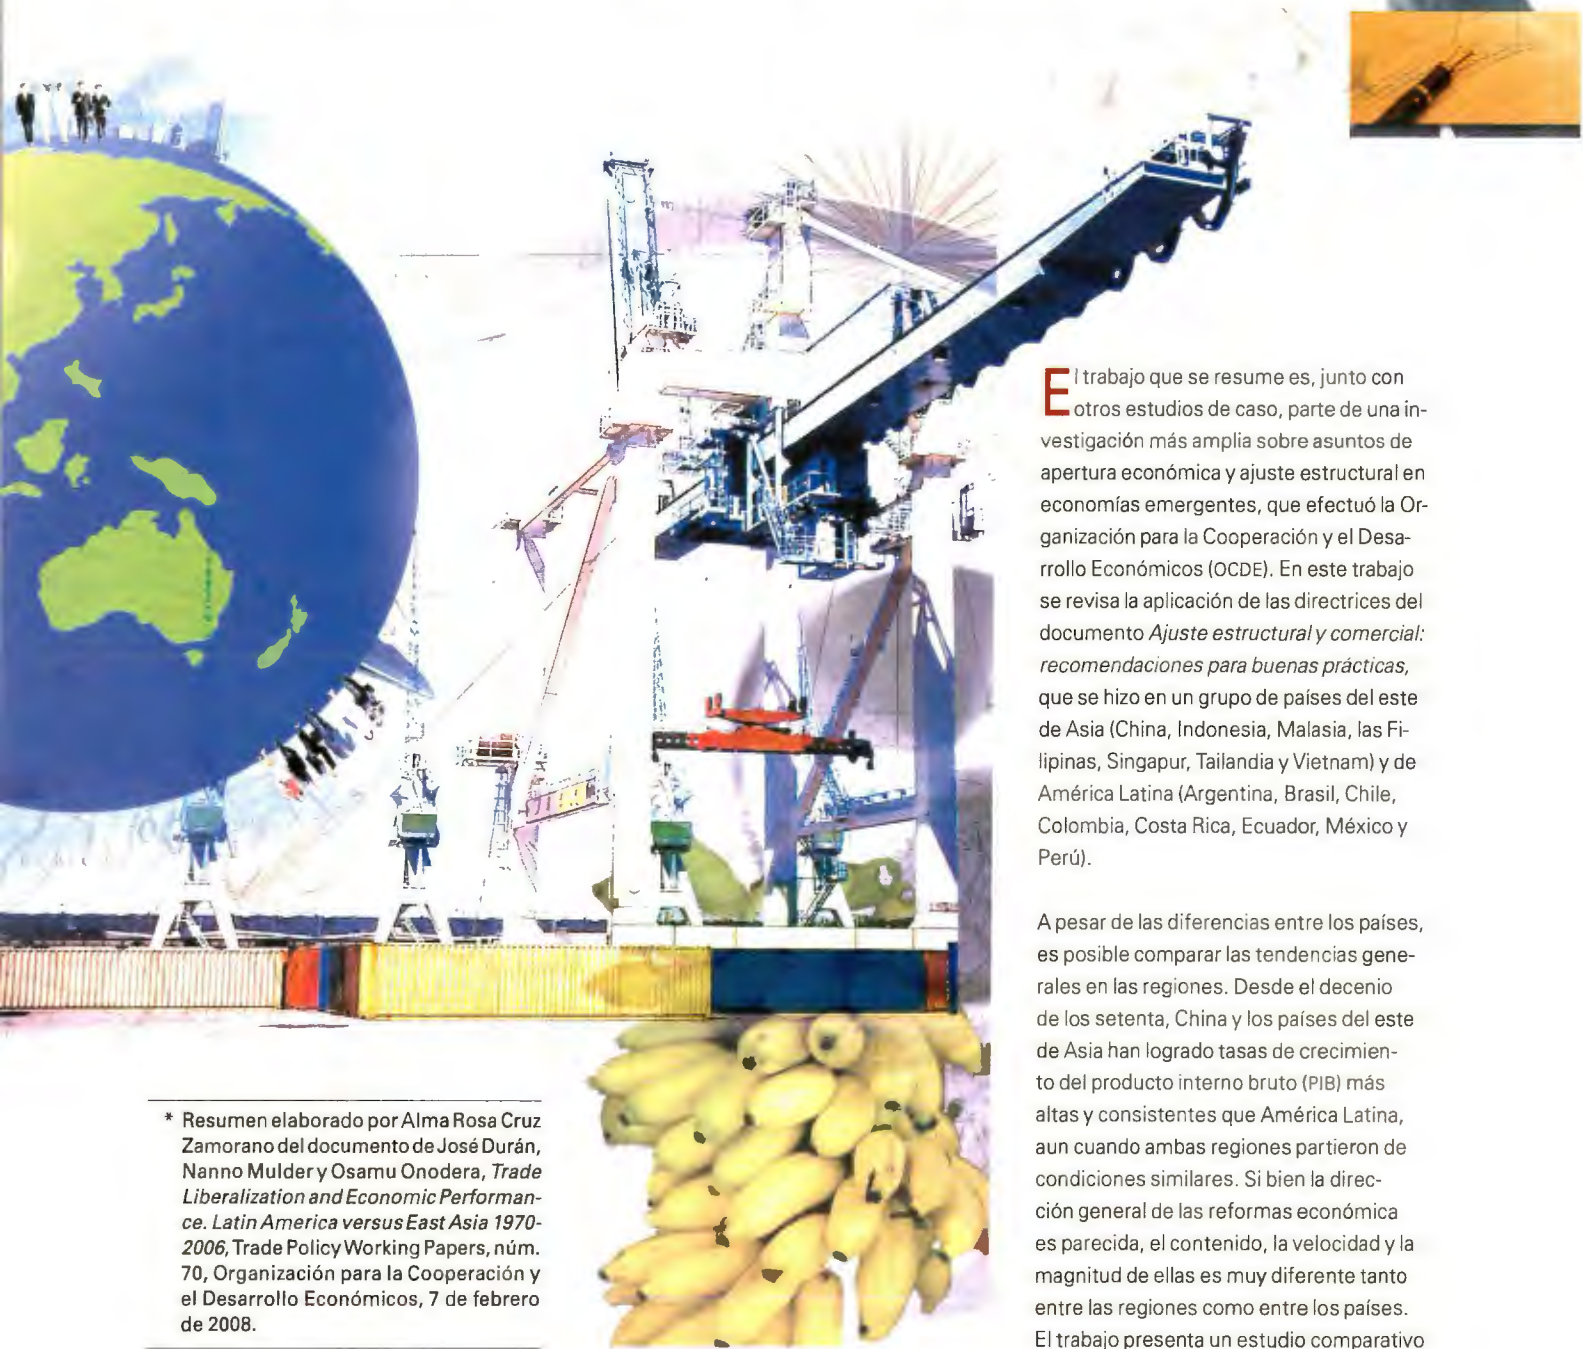 El trabajo que se resume es, junto con
otros estudios de caso, parte de una in-
vestigación más amplia sobre asuntos de
apertura económica y ajuste estructural en
economías emergentes, que efectuó la Or-
ganización para la Cooperación y el Desa-
rrollo Económicos (OCDE). En este trabajo
se revisa la aplicación de las directrices del
documento Ajuste estructural y comercial:
recomendaciones para buenas prácticas,
que se hizo en un grupo de países del este
de Asia (China, Indonesia, Malasia, las Fi-
lipinas, Singapur, Tailandia y Vietnam) y de
América Latina (Argentina, Brasil, Chile,
Colombia, Costa Rica, Ecuador, México y
Perú).
A pesar de las diferencias entre los países,
es posible comparar las tendencias gene-
rales en las regiones. Desde el decenio
de los setenta, China y los países del este
de Asia han logrado tasas de crecimien-
to del producto interno bruto (PIB) más
altas y consistentes que América Latina,
aun cuando ambas regiones partieron de
condiciones similares. Si bien la direc-
ción general de las reformas económica
es parecida, el contenido, la velocidad y la
magnitud de ellas es muy diferente tanto
entre las regiones como entre los países.
El trabajo presenta un estudio comparativo
* Resumen elaborado por Alma Rosa Cruz
Zamorano del documento de José Durán,
Nanno Mulder y Osamu Onodera, Trade
Liberalization and Economic Performan-
ce. Latin America versus East Asia 1970-
2006, Trade Policy Working Papers, núm.
70, Organización para la Cooperación y
el Desarrollo Económicos, 7 de febrero
de 2008.